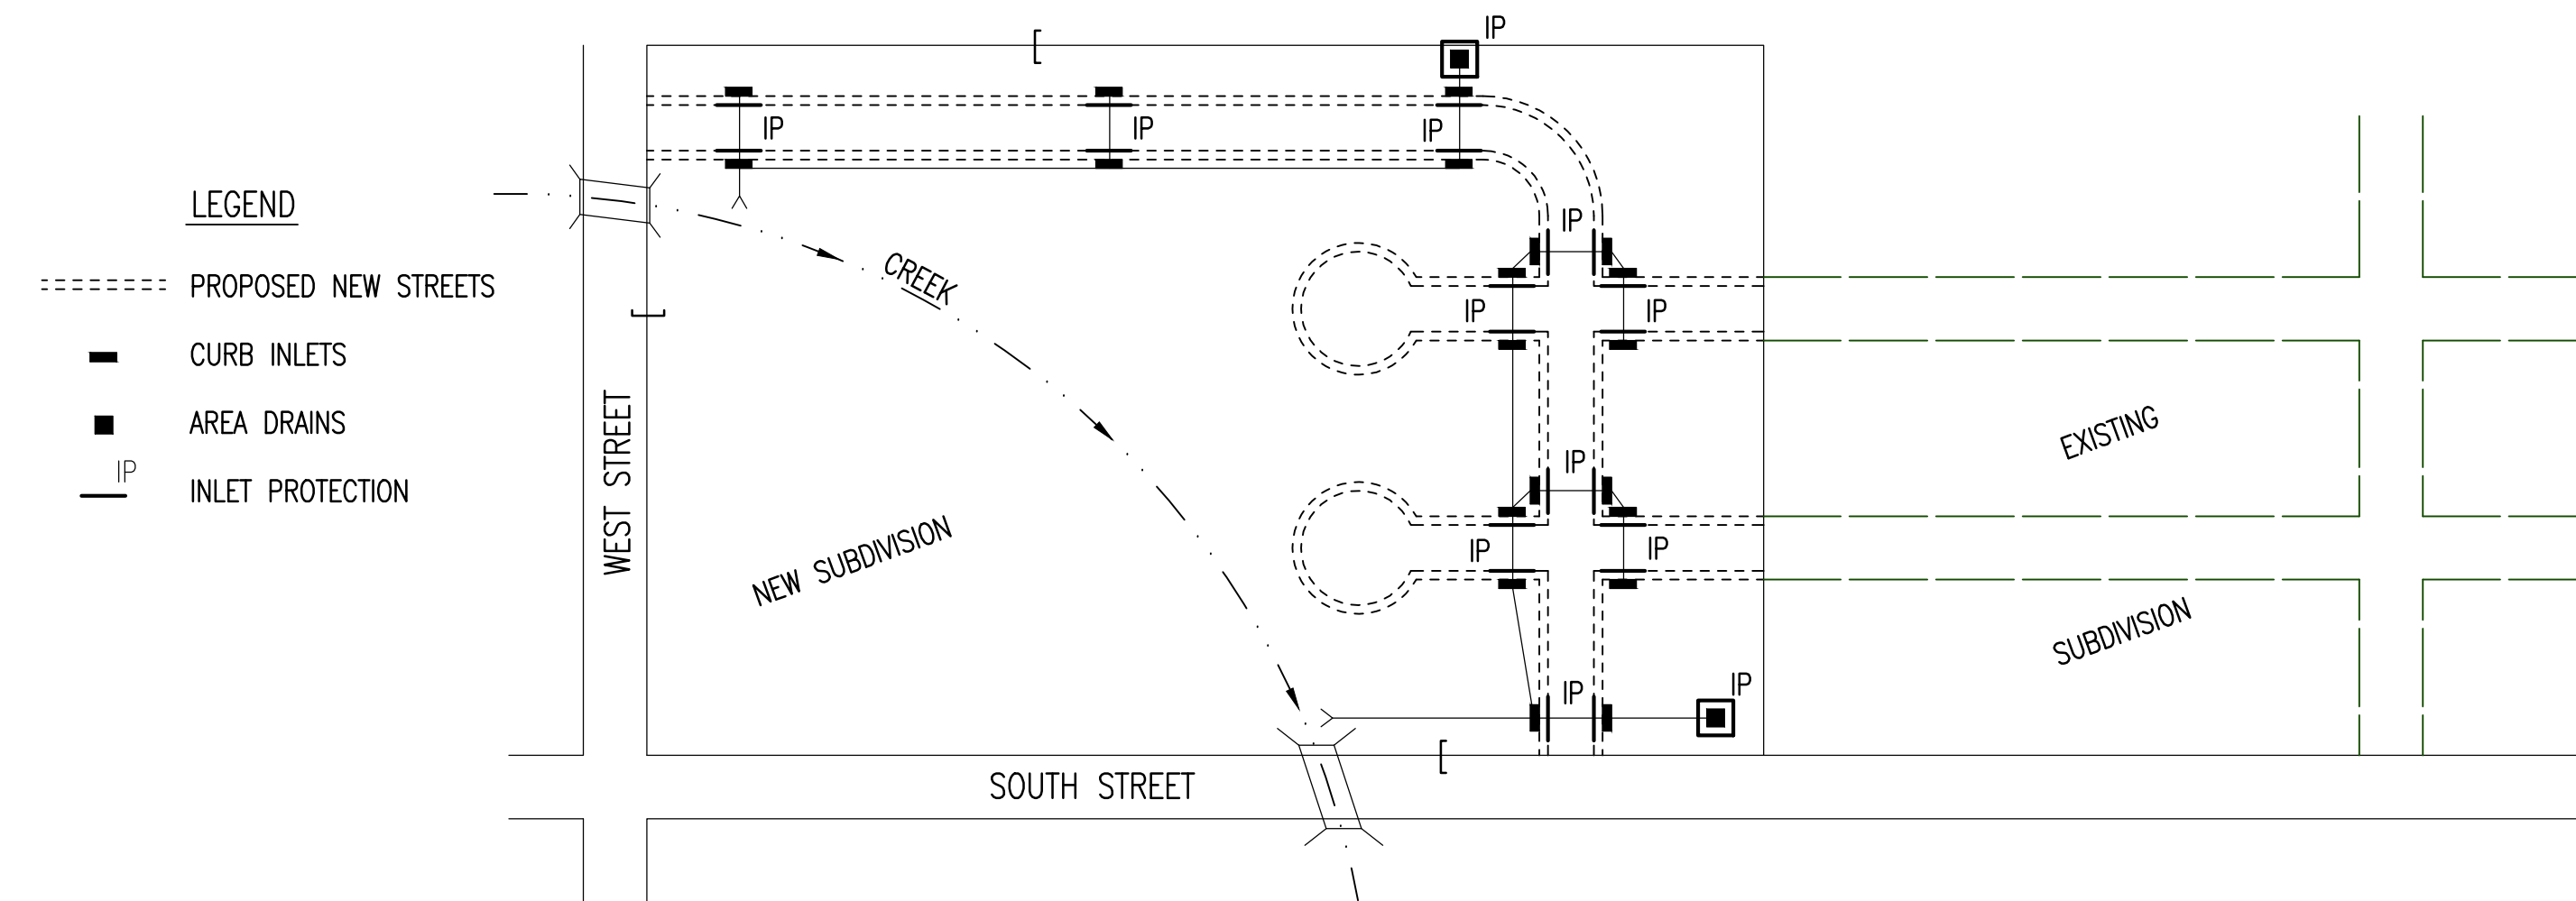 LEGEND
PROPOSED NEW STREETS
CURB INLETS
AREA DRAINS
IP
INLET PROTECTION
IP
IP
IP
IP
IP
CREEK
IP
IP
WEST STREET
NEW SUBDIVISION
IP
IP
IP
IP
IP
SOUTH STREET
EXISTING
SUBDIVISION